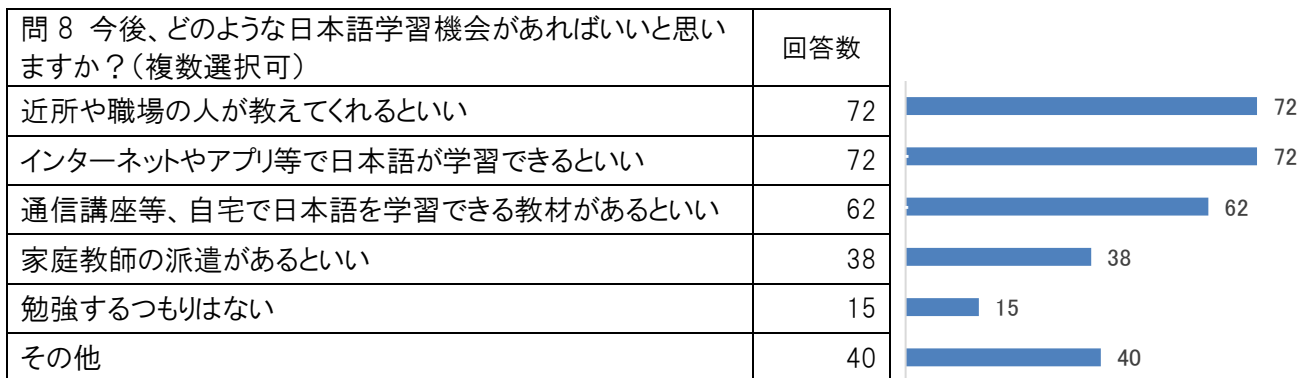 問 8 今後、どのような日本語学習機会があればいいと思い
ますか？（複数選択可）
回答数
近所や職場の人が教えてくれるといい 72 72
インターネットやアプリ等で日本語が学習できるといい 72 72
通信講座等、自宅で日本語を学習できる教材があるといい 62 62
家庭教師の派遣があるといい 38 38
勉強するつもりはない 15 15
その他 40 40